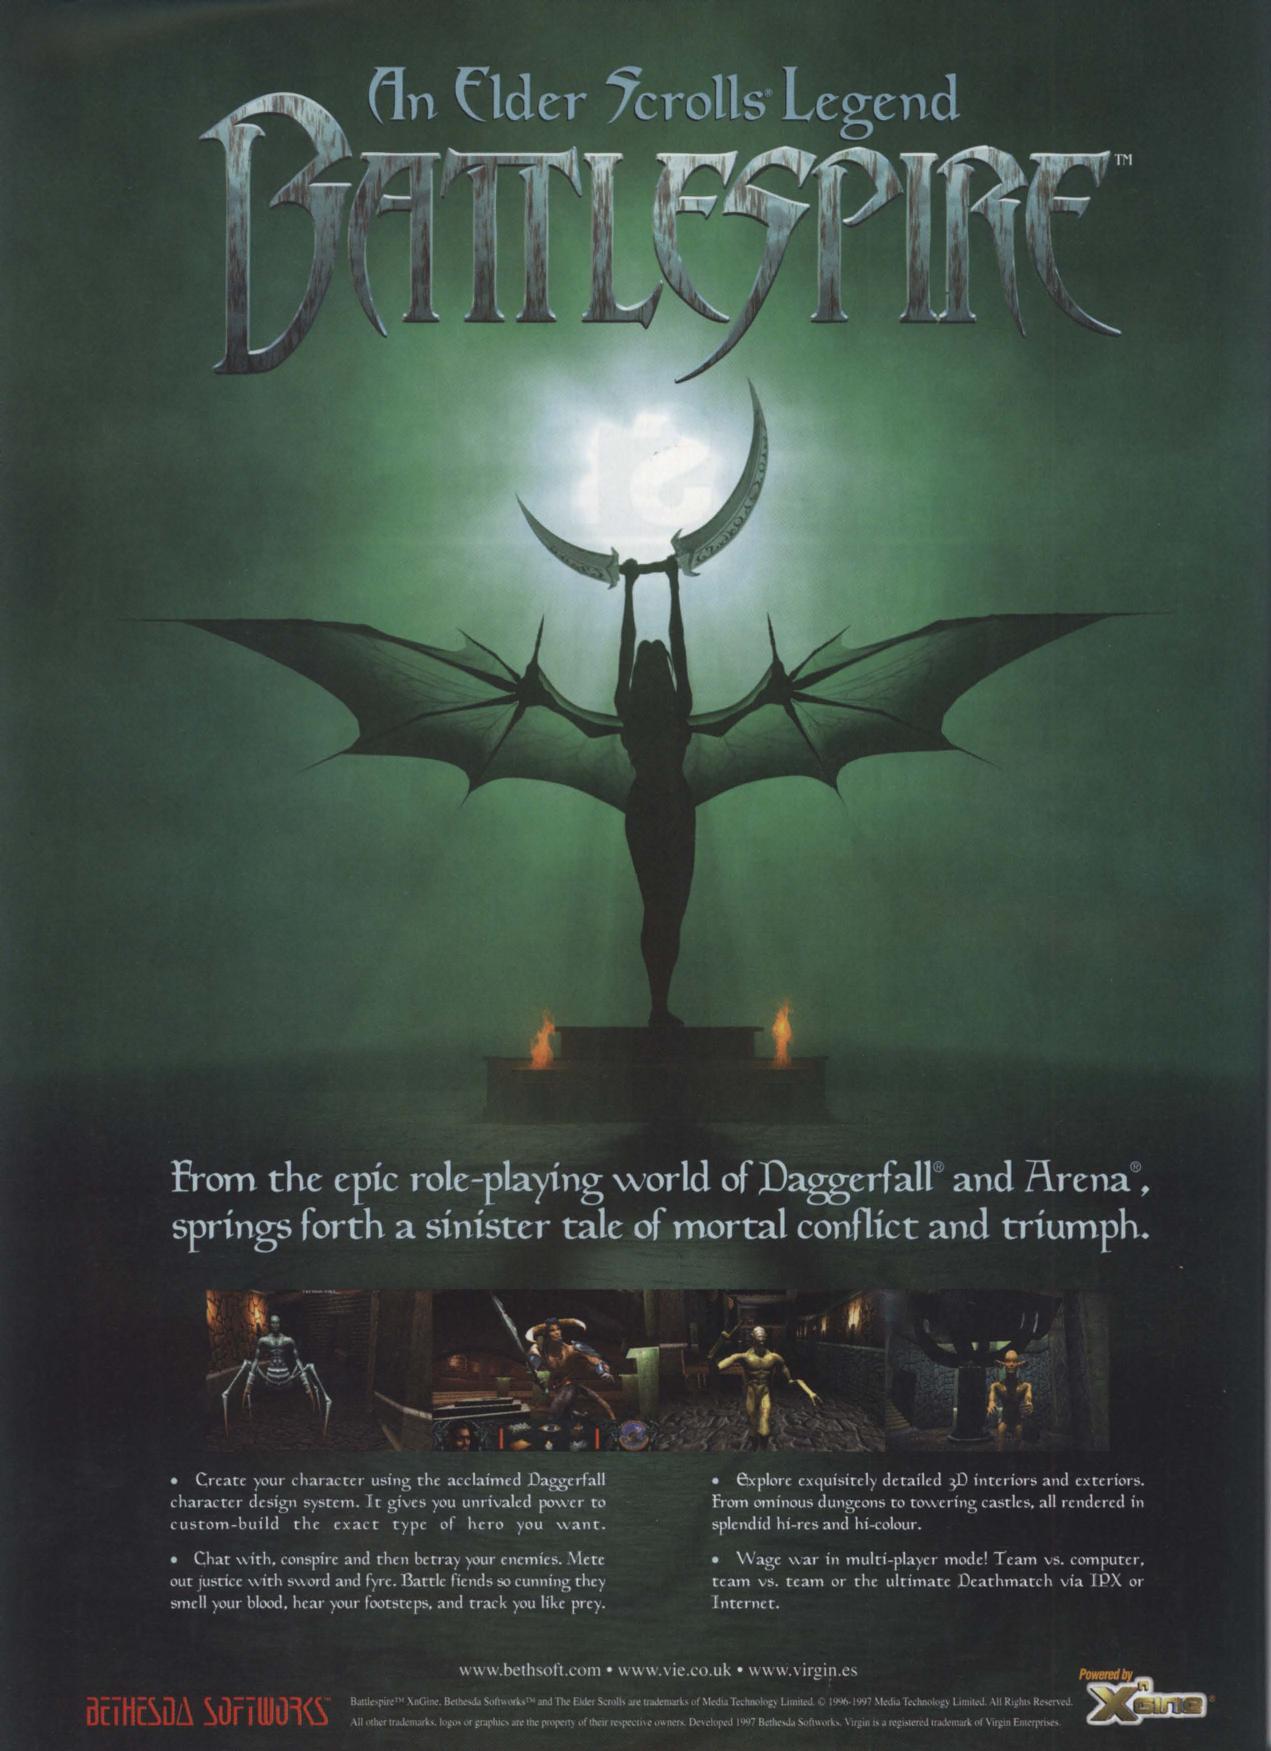 An Elder Scrolls® Legend
BATTLESPIRE™
From the epic role-playing world of Daggerfall® and Arena®,
springs forth a sinister tale of mortal conflict and triumph.
• Create your character using the acclaimed Daggerfall
character design system. It gives you unrivaled power to
custom-build the exact type of hero you want.
• Chat with, conspire and then betray your enemies. Mete
out justice with sword and fyre. Battle fiends so cunning they
smell your blood, hear your footsteps, and track you like prey.
• Explore exquisitely detailed 3D interiors and exteriors.
From ominous dungeons to towering castles, all rendered in
splendid hi-res and hi-colour.
• Wage war in multi-player mode! Team vs. computer,
team vs. team or the ultimate Deathmatch via IPX or
Internet.
www.bethsoft.com • www.vie.co.uk • www.virgin.es
BETHESDA SOFTWORKS™
Battlespire™ XnGine, Bethesda Softworks™ and The Elder Scrolls are trademarks of Media Technology Limited. © 1996-1997 Media Technology Limited. All Rights Reserved.
All other trademarks, logos or graphics are the property of their respective owners. Developed 1997 Bethesda Softworks. Virgin is a registered trademark of Virgin Enterprises.
Powered by
XnGine®